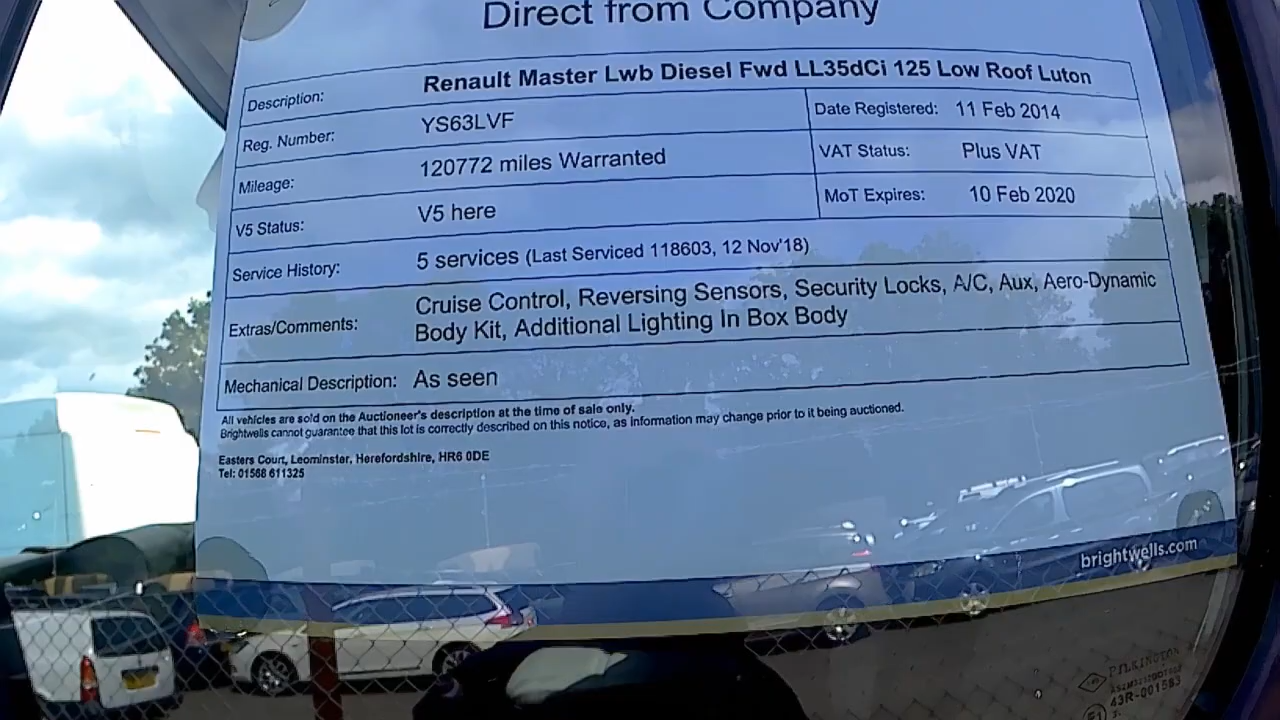 Direct from Company
Description: Renault Master Lwb Diesel Fwd LL35dCi 125 Low Roof Luton
Reg. Number: YS63LVF Date Registered: 11 Feb 2014
Mileage: 120772 miles Warranted VAT Status: Plus VAT
V5 Status: V5 here MoT Expires: 10 Feb 2020
Service History: 5 services (Last Serviced 118603, 12 Nov'18)
Extras/Comments: Cruise Control, Reversing Sensors, Security Locks, A/C, Aux, Aero-Dynamic
Body Kit, Additional Lighting In Box Body
Mechanical Description: As seen
All vehicles are sold on the Auctioneer's description at the time of sale only.
Brightwells cannot guarantee that this lot is correctly described on this notice, as information may change prior to it being auctioned.
Easters Court, Leominster, Herefordshire, HR6 0DE
Tel: 01568 611325
brightwells.com
PILKINGTON
43R-001583